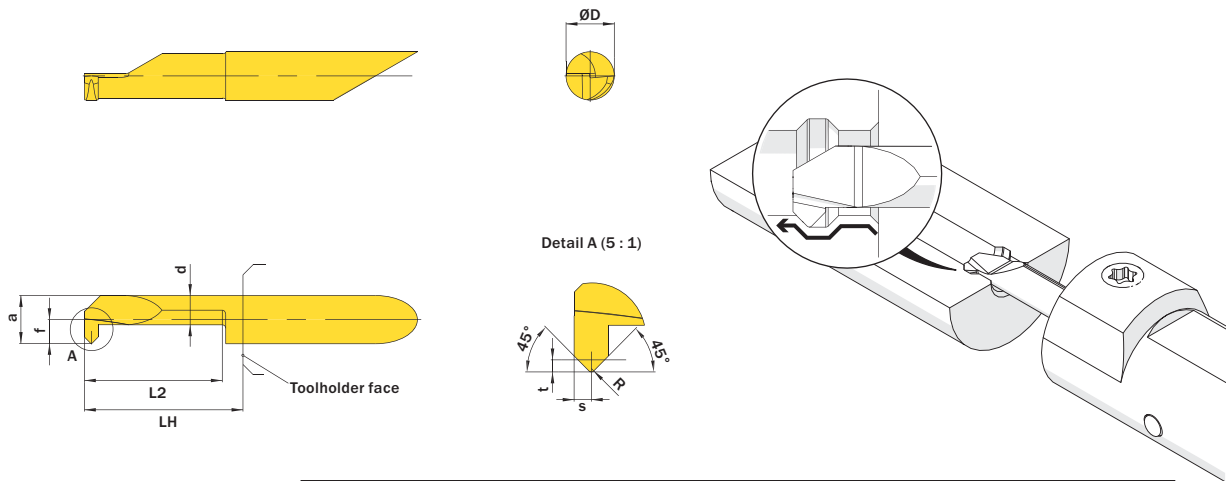 ØD
Detail A (5 : 1)
d
a
f
A
L2
LH
Toolholder face
45°
45°
t
s
R